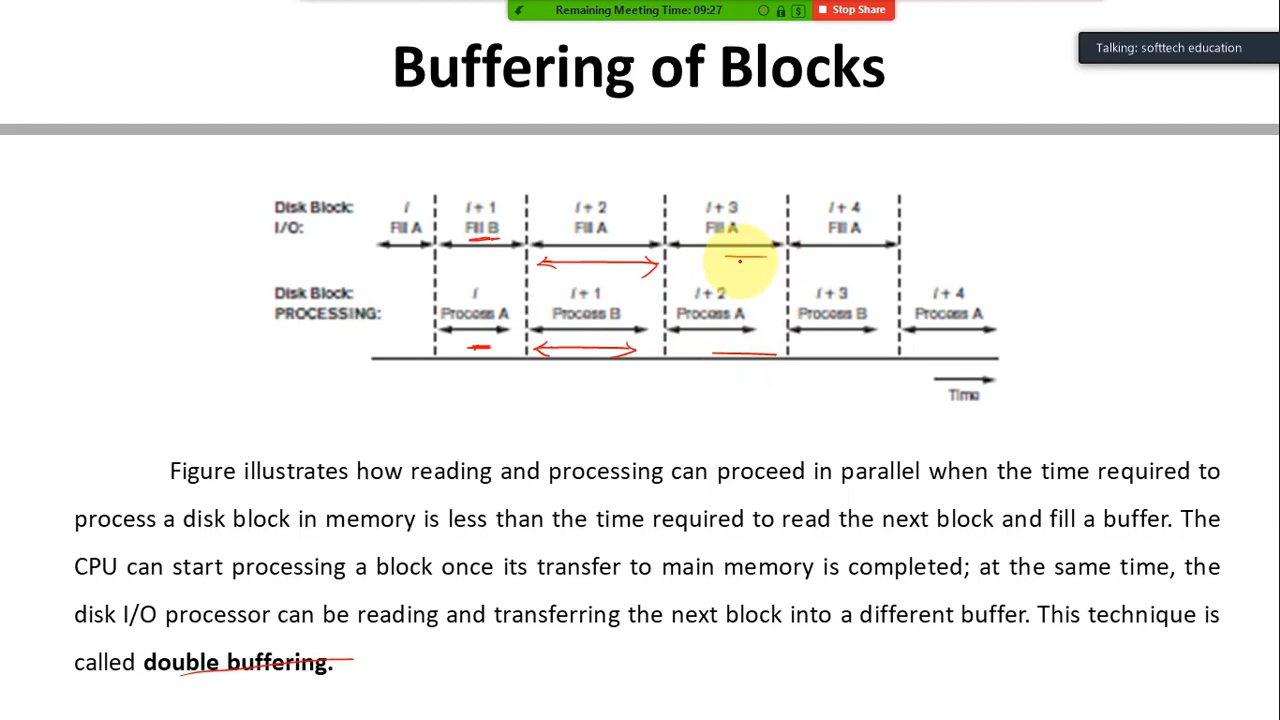 Remaining Meeting Time: 09:27
Stop Share
Talking: softtech education
Buffering of Blocks
Disk Block: i i + 1 i + 2 i + 3 i + 4
I/O: Fill A Fill B Fill A Fill A Fill A
Disk Block: i i + 1 i + 2 i + 3 i + 4
PROCESSING: Process A Process B Process A Process B Process A
Time
Figure illustrates how reading and processing can proceed in parallel when the time required to
process a disk block in memory is less than the time required to read the next block and fill a buffer. The
CPU can start processing a block once its transfer to main memory is completed; at the same time, the
disk I/O processor can be reading and transferring the next block into a different buffer. This technique is
called double buffering.